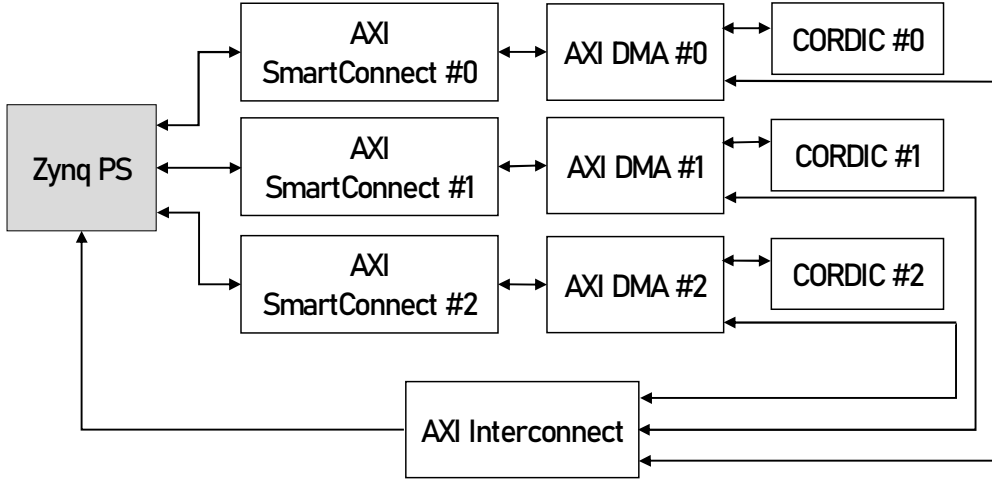 AXI
SmartConnect #0
AXI DMA #0
CORDIC #0
Zynq PS
AXI
SmartConnect #1
AXI DMA #1
CORDIC #1
AXI
SmartConnect #2
AXI DMA #2
CORDIC #2
AXI Interconnect